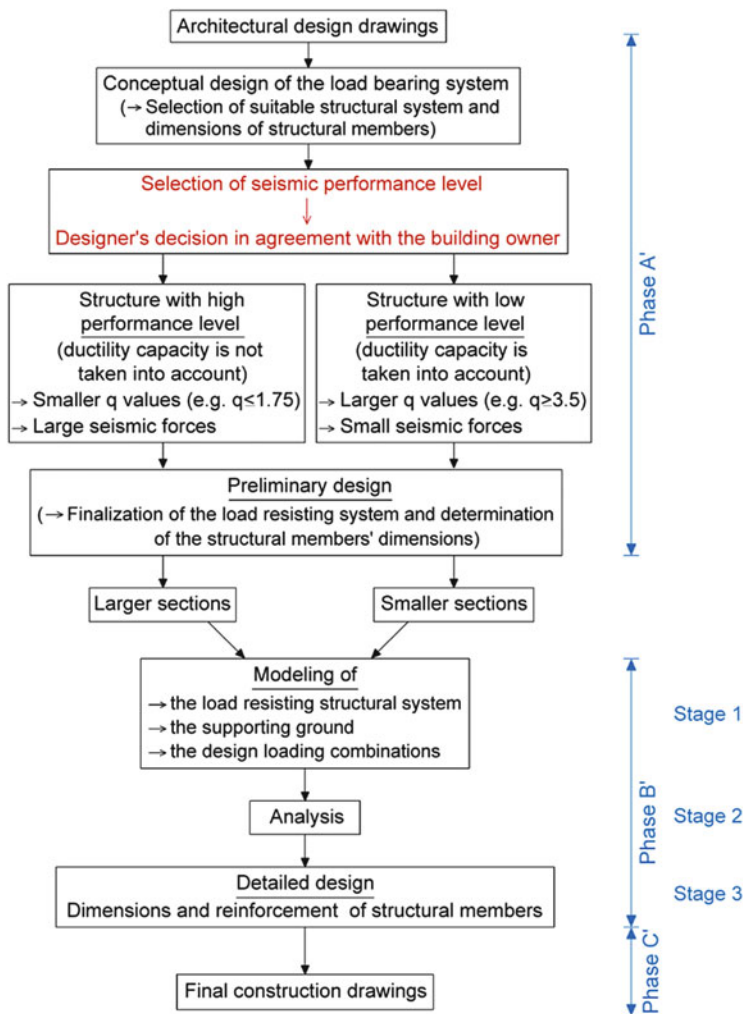 Architectural design drawings
Conceptual design of the load bearing system
(→ Selection of suitable structural system and
dimensions of structural members)
Selection of seismic performance level
Designer's decision in agreement with the building owner
Structure with high
performance level
(ductility capacity is not
taken into account)
→ Smaller q values (e.g. q≤1.75)
→ Large seismic forces
Structure with low
performance level
(ductility capacity is
taken into account)
→ Larger q values (e.g. q≥3.5)
→ Small seismic forces
Preliminary design
(→ Finalization of the load resisting system and determination
of the structural members' dimensions)
Phase A'
Larger sections
Smaller sections
Modeling of
→ the load resisting structural system
→ the supporting ground
→ the design loading combinations
Stage 1
Analysis
Stage 2
Detailed design
Dimensions and reinforcement of structural members
Stage 3
Phase B'
Final construction drawings
Phase C'